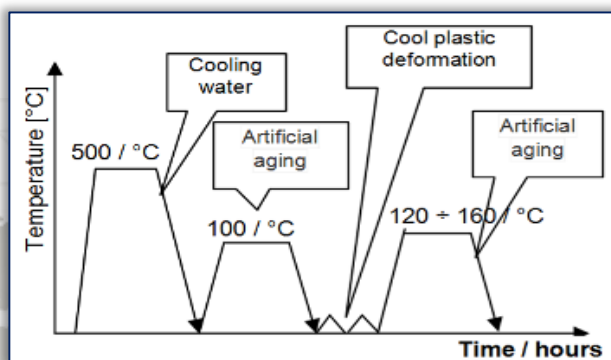 Temperature [°C]
500 / °C
Cooling
water
Artificial
aging
100 / °C
Cool plastic
deformation
120 ÷ 160 / °C
Artificial
aging
Time / hours